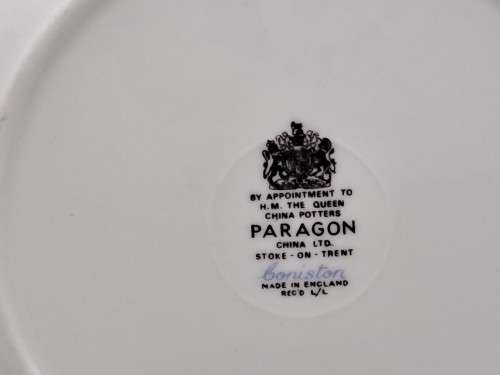 BY APPOINTMENT TO
H.M. THE QUEEN
CHINA POTTERS
PARAGON
CHINA LTD.
STOKE-ON-TRENT
Coniston
MADE IN ENGLAND
REG'D L/L